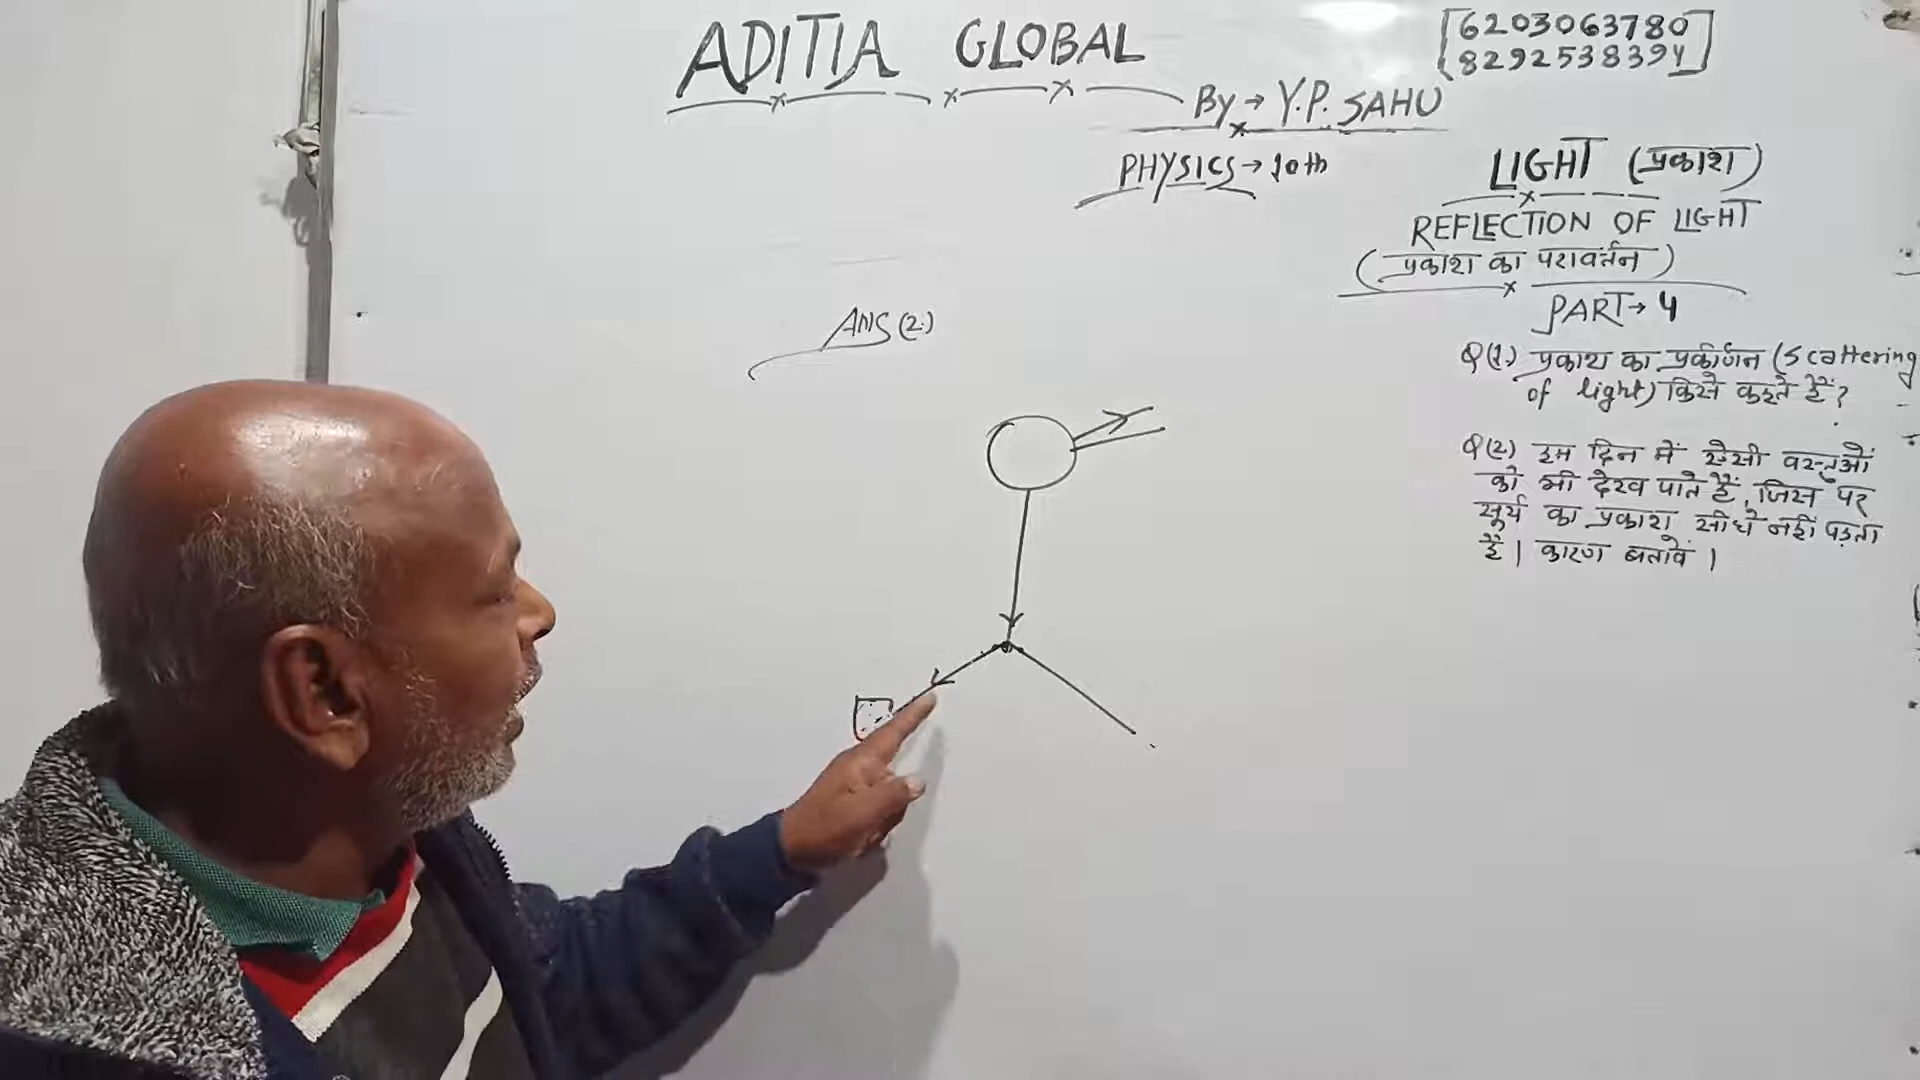 ADITIA GLOBAL
[6203063780
8292538394]
By → Y.P. SAHU
PHYSICS → 10th
LIGHT (प्रकाश)
REFLECTION OF LIGHT
(प्रकाश का परावर्तन)
PART → 4
Q(1.) प्रकाश का प्रकीर्णन (Scattering
of light) किसे कहते हैं?
Q(2.) हम दिन में ऐसी वस्तुओं
को भी देख पाते हैं, जिस पर
सूर्य का प्रकाश सीधे नहीं पड़ता
है। कारण बतावें।
ANS (2.)